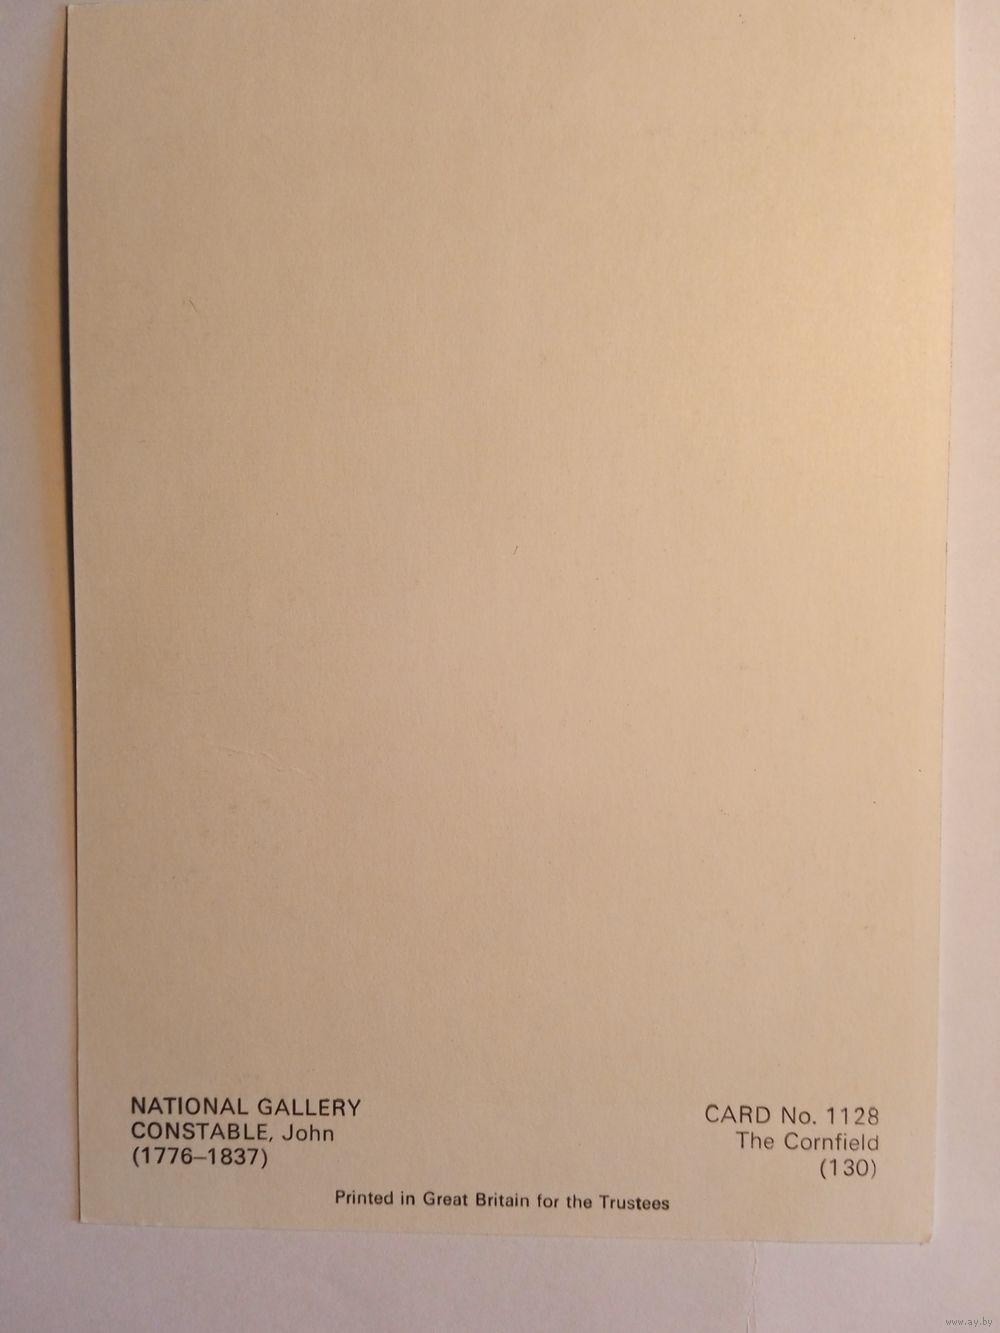 NATIONAL GALLERY
CONSTABLE, John
(1776–1837)
CARD No. 1128
The Cornfield
(130)
Printed in Great Britain for the Trustees
www.ay.by